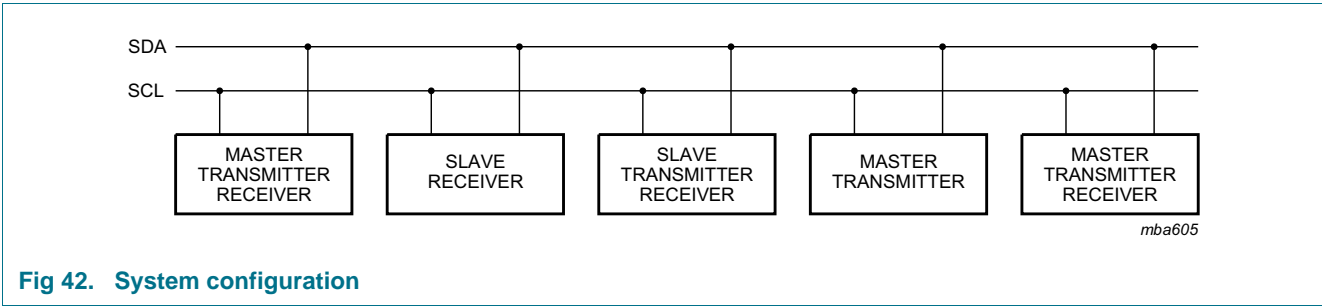 SDA
SCL
MASTER
TRANSMITTER
RECEIVER
SLAVE
RECEIVER
SLAVE
TRANSMITTER
RECEIVER
MASTER
TRANSMITTER
MASTER
TRANSMITTER
RECEIVER
mba605
Fig 42. System configuration